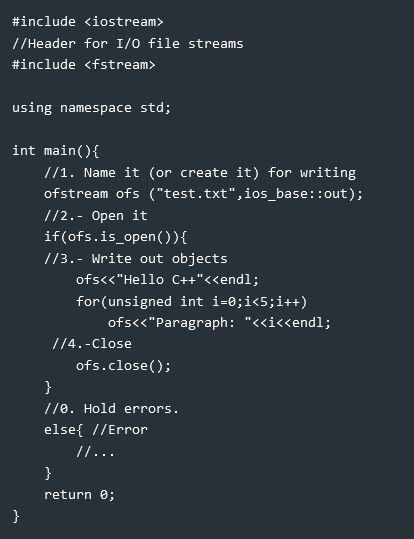 #include <iostream>
//Header for I/O file streams
#include <fstream>

using namespace std;

int main(){
    //1. Name it (or create it) for writing
    ofstream ofs ("test.txt",ios_base::out);
    //2.- Open it
    if(ofs.is_open()){
    //3.- Write out objects
        ofs<<"Hello C++"<<endl;
        for(unsigned int i=0;i<5;i++)
            ofs<<"Paragraph: "<<i<<endl;
     //4.-Close
        ofs.close();
    }
    //0. Hold errors.
    else{ //Error
        //...
    }
    return 0;
}